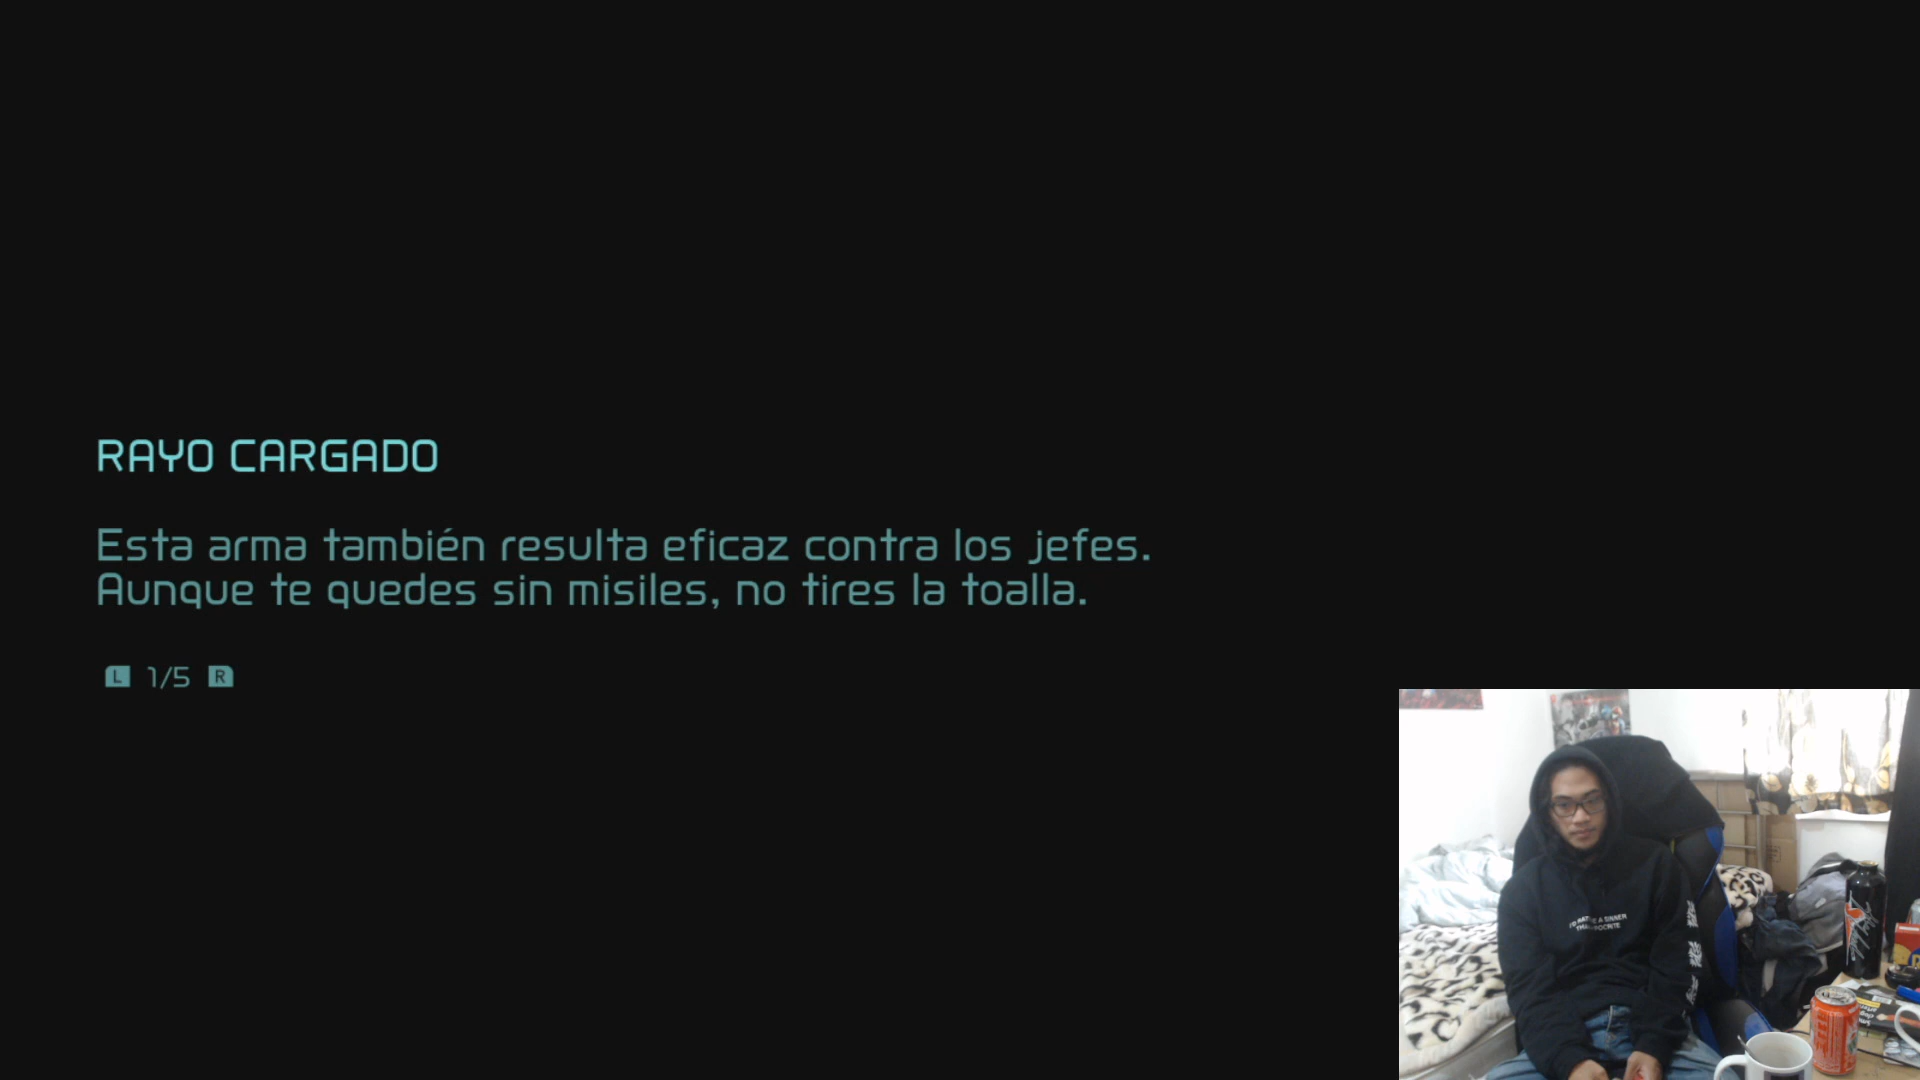 RAYO CARGADO
Esta arma también resulta eficaz contra los jefes.
Aunque te quedes sin misiles, no tires la toalla.
L 1/5 R
A SINNER